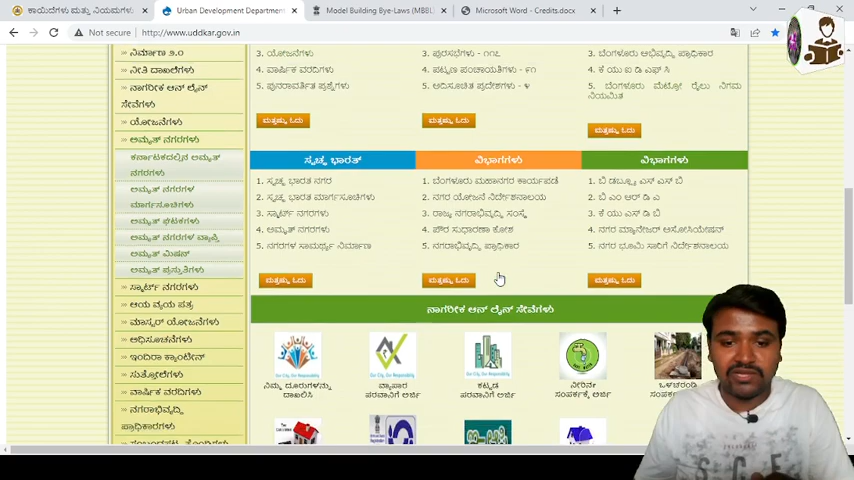 ಕಾಯಿದೆಗಳು ಮತ್ತು ನಿಯಮಗಳು
Urban Development Department
Model Building Bye-Laws (MBBL
Microsoft Word - Credits.docx
Not secure
http://www.uddkar.gov.in
ನಿರ್ಮಾಣ ೨.೦
ನೀತಿ ದಾಖಲೆಗಳು
ನಾಗರೀಕ ಆನ್ ಲೈನ್
ಸೇವೆಗಳು
ಯೋಜನೆಗಳು
ಅಮೃತ್ ನಗರಗಳು
ಕರ್ನಾಟಕದಲ್ಲಿನ ಅಮೃತ್
ನಗರಗಳು
ಅಮೃತ್ ನಗರಗಳ
ಮಾರ್ಗಸೂಚಿಗಳು
ಅಮೃತ್ ಘಟಕಗಳು
ಅಮೃತ್ ನಗರಗಳ ವ್ಯಾಪ್ತಿ
ಅಮೃತ್ ಮಿಷನ್
ಅಮೃತ್ ಪ್ರಸ್ತುತಿಗಳು
ಸ್ಮಾರ್ಟ್ ನಗರಗಳು
ಆಯ ವ್ಯಯ ಪತ್ರ
ಮಾಸ್ಟರ್ ಯೋಜನೆಗಳು
ಅಧಿಸೂಚನೆಗಳು
ಇಂದಿರಾ ಕ್ಯಾಂಟೀನ್
ಸುತ್ತೋಲೆಗಳು
ವಾರ್ಷಿಕ ವರದಿಗಳು
ನಗರಾಭಿವೃದ್ಧಿ
ಪ್ರಾಧಿಕಾರಗಳು
3. ಯೋಜನೆಗಳು
4. ವಾರ್ಷಿಕ ವರದಿಗಳು
5. ಪುನರಾವರ್ತಿತ ಪ್ರಶ್ನೆಗಳು
ಮತ್ತಷ್ಟು ಓದು
3. ಪುರಸಭೆಗಳು - ೧೧೭
4. ಪಟ್ಟಣ ಪಂಚಾಯತಿಗಳು - ೯೧
5. ಅಧಿಸೂಚಿತ ಪ್ರದೇಶಗಳು - ೪
ಮತ್ತಷ್ಟು ಓದು
3. ಬೆಂಗಳೂರು ಅಭಿವೃದ್ಧಿ ಪ್ರಾಧಿಕಾರ
4. ಕೆ ಯು ಐ ಡಿ ಎಫ್ ಸಿ
5. ಬೆಂಗಳೂರು ಮೆಟ್ರೋ ರೈಲು ನಿಗಮ
ನಿಯಮಿತ
ಮತ್ತಷ್ಟು ಓದು
ಸ್ವಚ್ಛ ಭಾರತ್
1. ಸ್ವಚ್ಛ ಭಾರತ ನಗರ
2. ಸ್ವಚ್ಛ ಭಾರತ ಮಾರ್ಗಸೂಚಿಗಳು
3. ಸ್ಮಾರ್ಟ್ ನಗರಗಳು
4. ಅಮೃತ್ ನಗರಗಳು
5. ನಗರಗಳ ಸಾಮರ್ಥ್ಯ ನಿರ್ಮಾಣ
ಮತ್ತಷ್ಟು ಓದು
ವಿಭಾಗಗಳು
1. ಬೆಂಗಳೂರು ಮಹಾನಗರ ಕಾರ್ಯಪಡೆ
2. ನಗರ ಯೋಜನೆ ನಿರ್ದೇಶನಾಲಯ
3. ರಾಜ್ಯ ನಗರಾಭಿವೃದ್ಧಿ ಸಂಸ್ಥೆ
4. ಪೌರ ಸುಧಾರಣಾ ಕೋಶ
5. ನಗರಾಭಿವೃದ್ಧಿ ಪ್ರಾಧಿಕಾರ
ಮತ್ತಷ್ಟು ಓದು
ವಿಭಾಗಗಳು
1. ಬಿ ಡಬ್ಲ್ಯೂ ಎಸ್ ಎಸ್ ಬಿ
2. ಬಿ ಎಂ ಆರ್ ಡಿ ಎ
3. ಕೆ ಯು ಎಸ್ ಡಿ ಬಿ
4. ನಗರ ಮ್ಯಾನೇಜರ್ ಅಸೋಸಿಯೇಷನ್
5. ನಗರ ಭೂಮಿ ಸಾರಿಗೆ ನಿರ್ದೇಶನಾಲಯ
ಮತ್ತಷ್ಟು ಓದು
ನಾಗರೀಕ ಆನ್ ಲೈನ್ ಸೇವೆಗಳು
ನಿಮ್ಮ ದೂರುಗಳನ್ನು
ದಾಖಲಿಸಿ
ವ್ಯಾಪಾರ
ಪರವಾನಿಗೆ ಅರ್ಜಿ
ಕಟ್ಟಡ
ಪರವಾನಿಗೆ ಅರ್ಜಿ
ನೀರಿನ
ಸಂಪರ್ಕಕ್ಕೆ ಅರ್ಜಿ
ಒಳಚರಂಡಿ